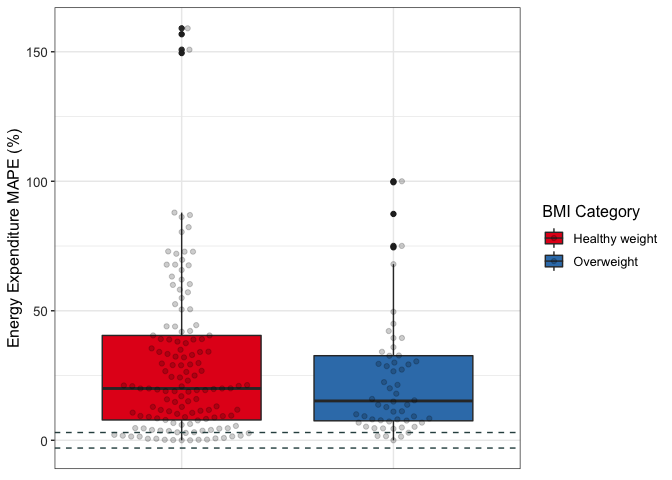 Energy Expenditure MAPE (%)
150
100
50
0
BMI Category
Healthy weight
Overweight